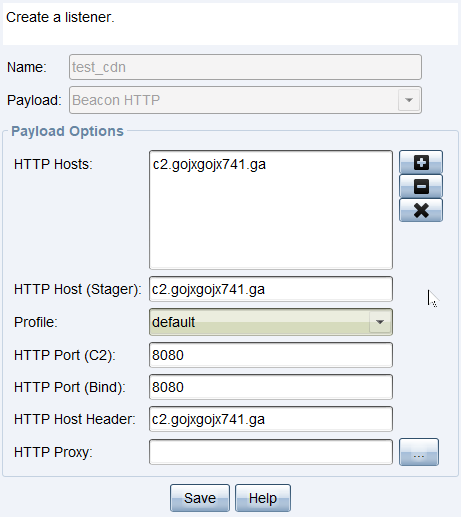 Create a listener.
Name: test_cdn
Payload: Beacon HTTP
Payload Options
HTTP Hosts: c2.gojxgojx741.ga
HTTP Host (Stager): c2.gojxgojx741.ga
Profile: default
HTTP Port (C2): 8080
HTTP Port (Bind): 8080
HTTP Host Header: c2.gojxgojx741.ga
HTTP Proxy: ...
Save Help